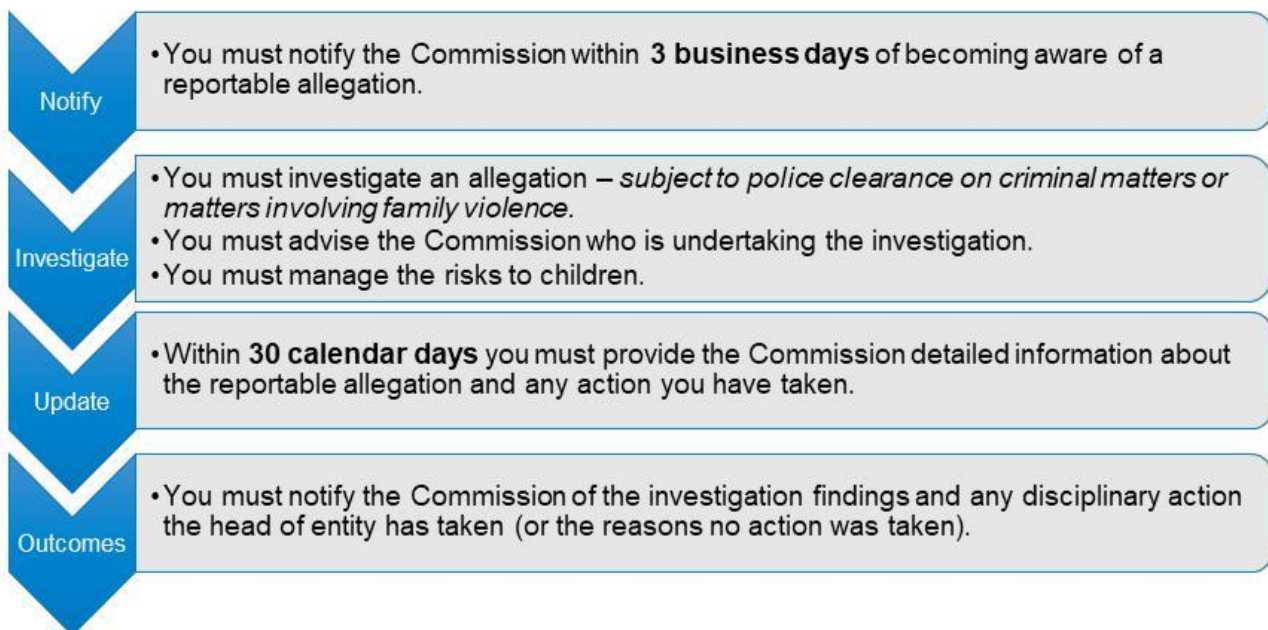 Notify
•You must notify the Commission within 3 business days of becoming aware of a
reportable allegation.
Investigate
•You must investigate an allegation – subject to police clearance on criminal matters or
matters involving family violence.
•You must advise the Commission who is undertaking the investigation.
•You must manage the risks to children.
Update
•Within 30 calendar days you must provide the Commission detailed information about
the reportable allegation and any action you have taken.
Outcomes
•You must notify the Commission of the investigation findings and any disciplinary action
the head of entity has taken (or the reasons no action was taken).